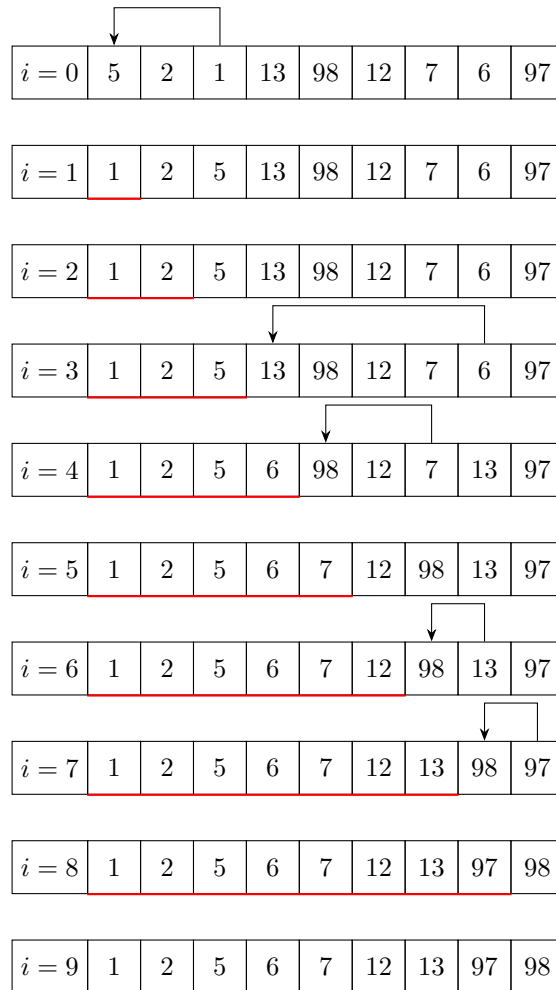 i = 0 5 2 1 13 98 12 7 6 97
i = 1 1 2 5 13 98 12 7 6 97
i = 2 1 2 5 13 98 12 7 6 97
i = 3 1 2 5 13 98 12 7 6 97
i = 4 1 2 5 6 98 12 7 13 97
i = 5 1 2 5 6 7 12 98 13 97
i = 6 1 2 5 6 7 12 98 13 97
i = 7 1 2 5 6 7 12 13 98 97
i = 8 1 2 5 6 7 12 13 97 98
i = 9 1 2 5 6 7 12 13 97 98